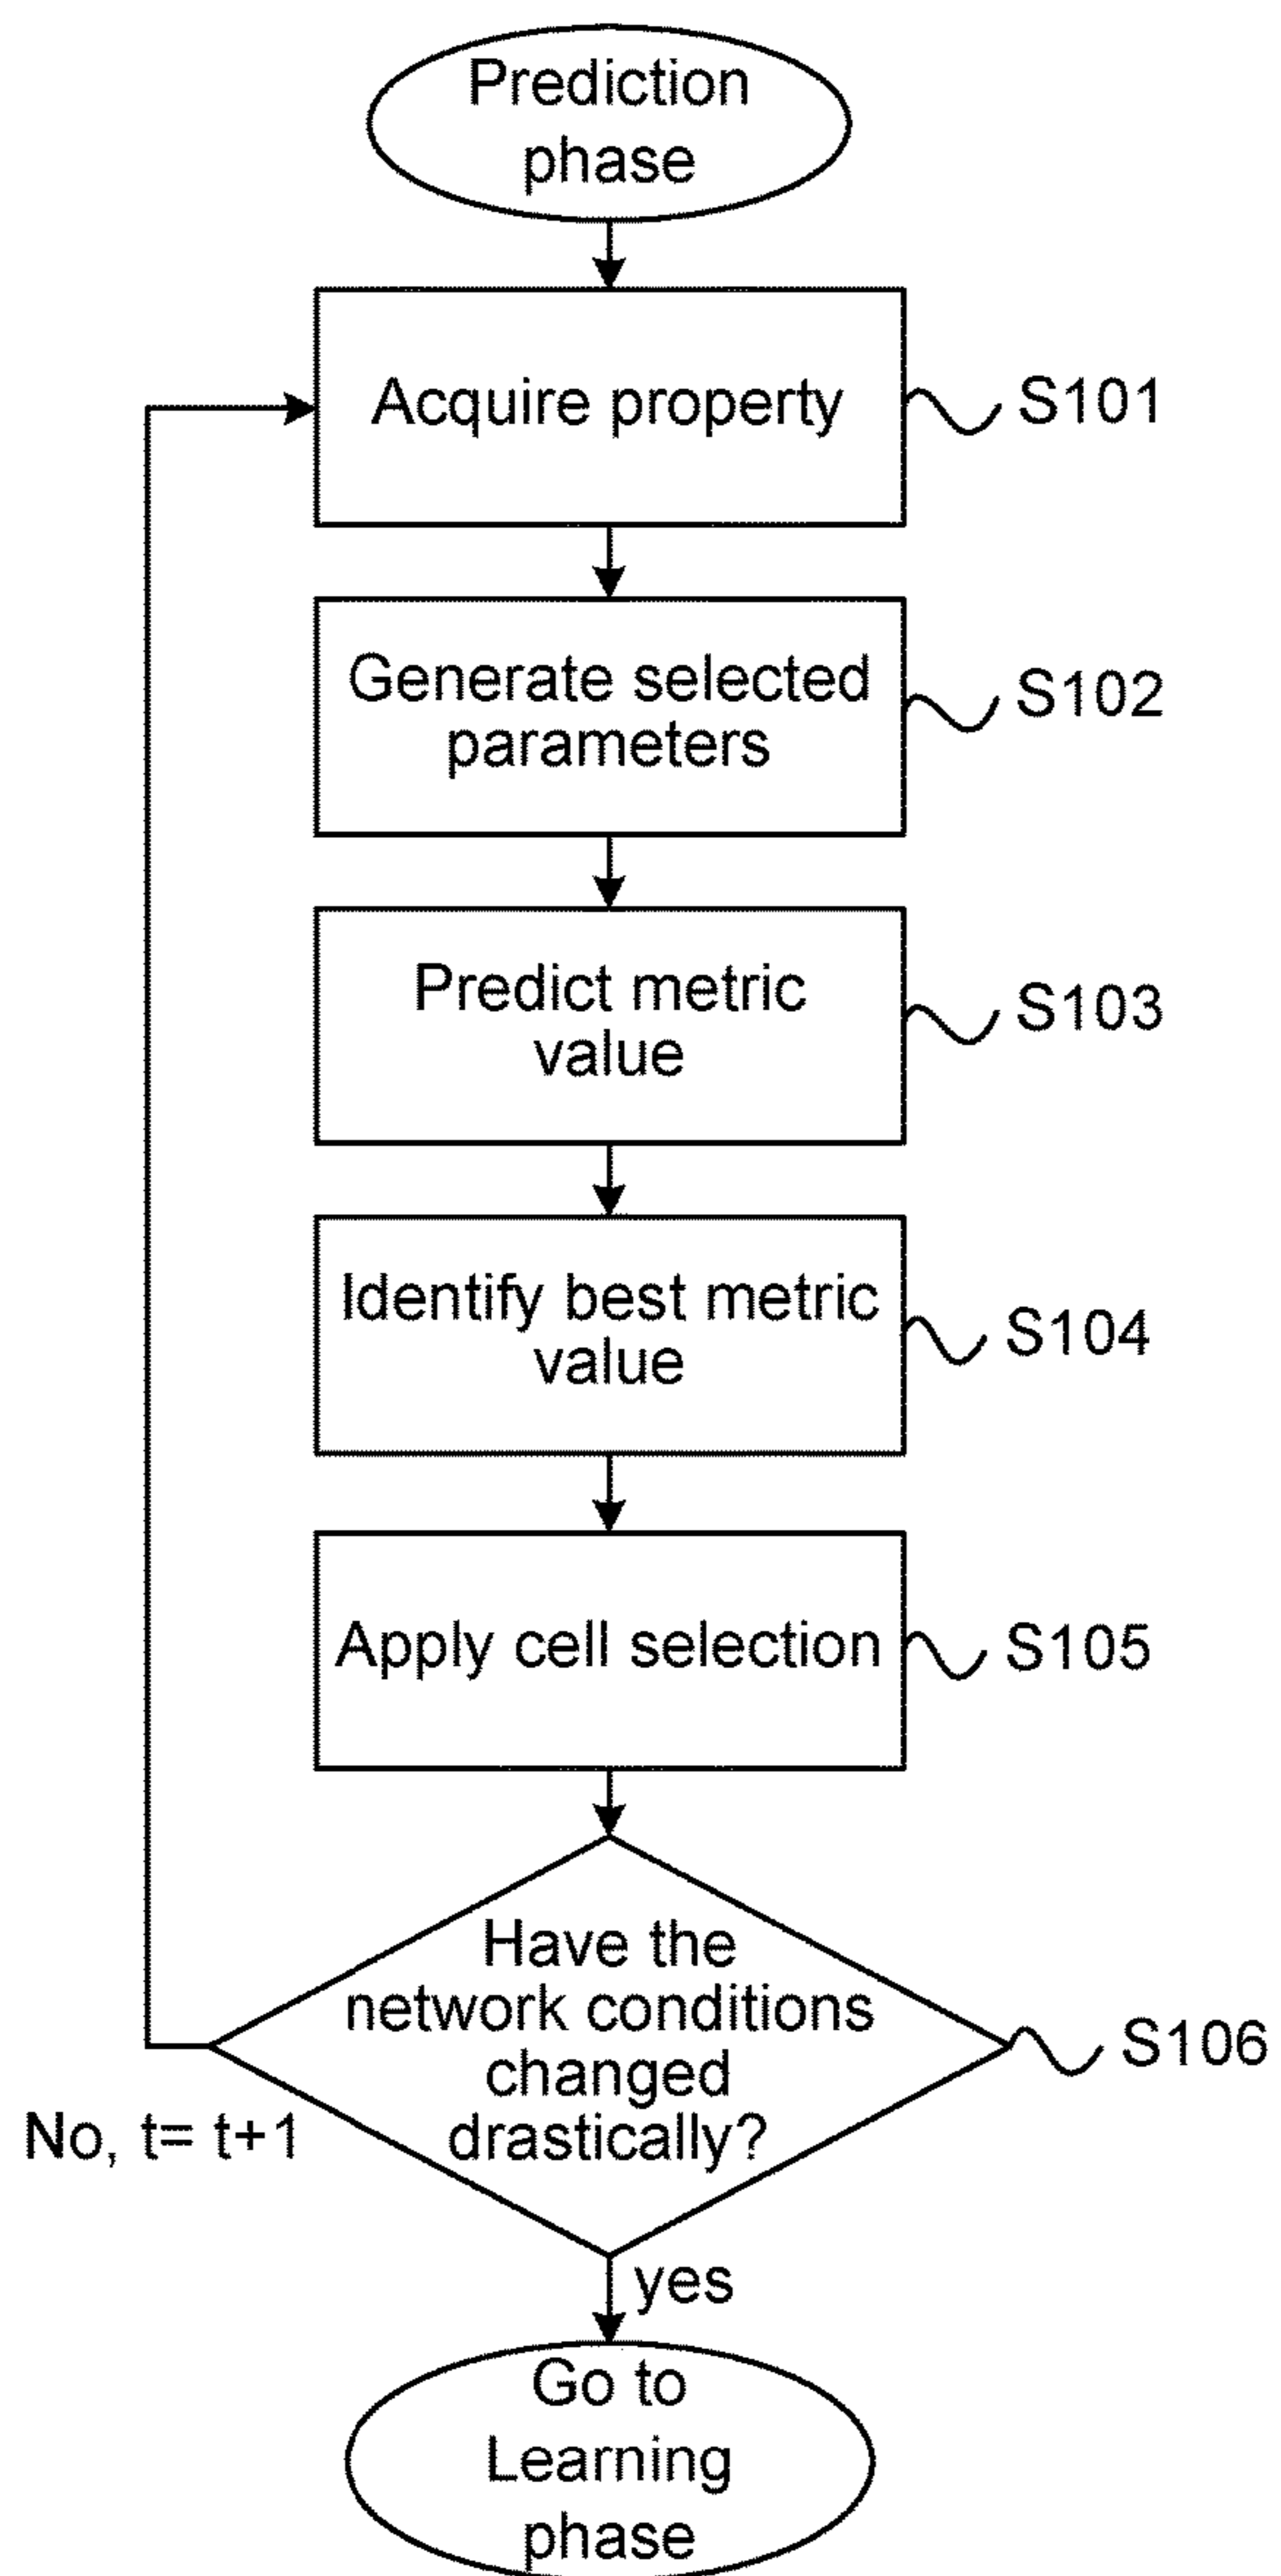 Prediction
phase
Acquire property
S101
Generate selected
parameters
S102
Predict metric
value
S103
Identify best metric
value
S104
Apply cell selection
S105
Have the
network conditions
changed
drastically?
S106
No, t= t+1
yes
Go to
Learning
phase